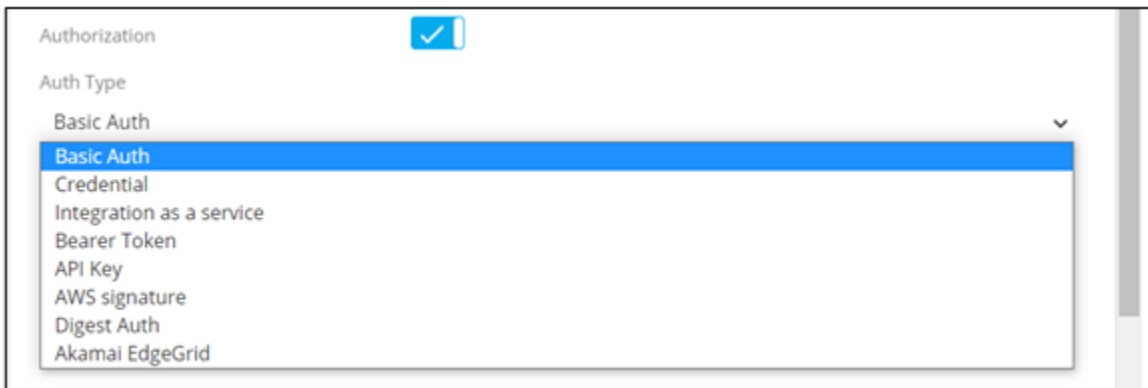 Authorization
Auth Type
Basic Auth
Basic Auth
Credential
Integration as a service
Bearer Token
API Key
AWS signature
Digest Auth
Akamai EdgeGrid